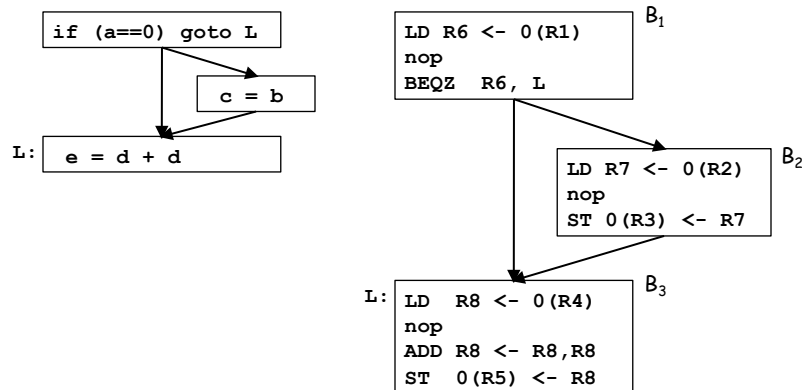 if (a==0) goto L
c = b
L: e = d + d
B1
LD R6 <- 0(R1)
nop
BEQZ R6, L
B2
LD R7 <- 0(R2)
nop
ST 0(R3) <- R7
B3
L: LD R8 <- 0(R4)
nop
ADD R8 <- R8,R8
ST 0(R5) <- R8